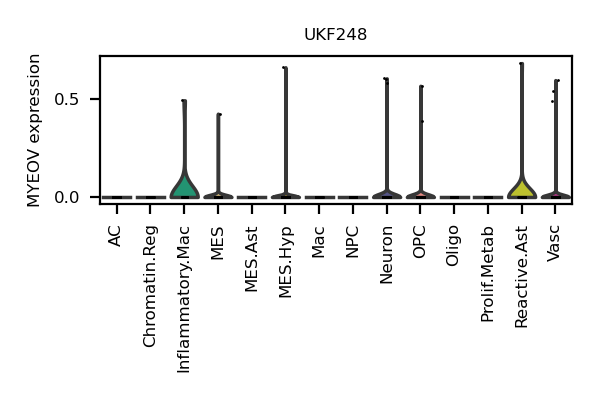 UKF248
MYEOV expression
0.5
0.0
AC
Chromatin.Reg
Inflammatory.Mac
MES
MES.Ast
MES.Hyp
Mac
NPC
Neuron
OPC
Oligo
Prolif.Metab
Reactive.Ast
Vasc